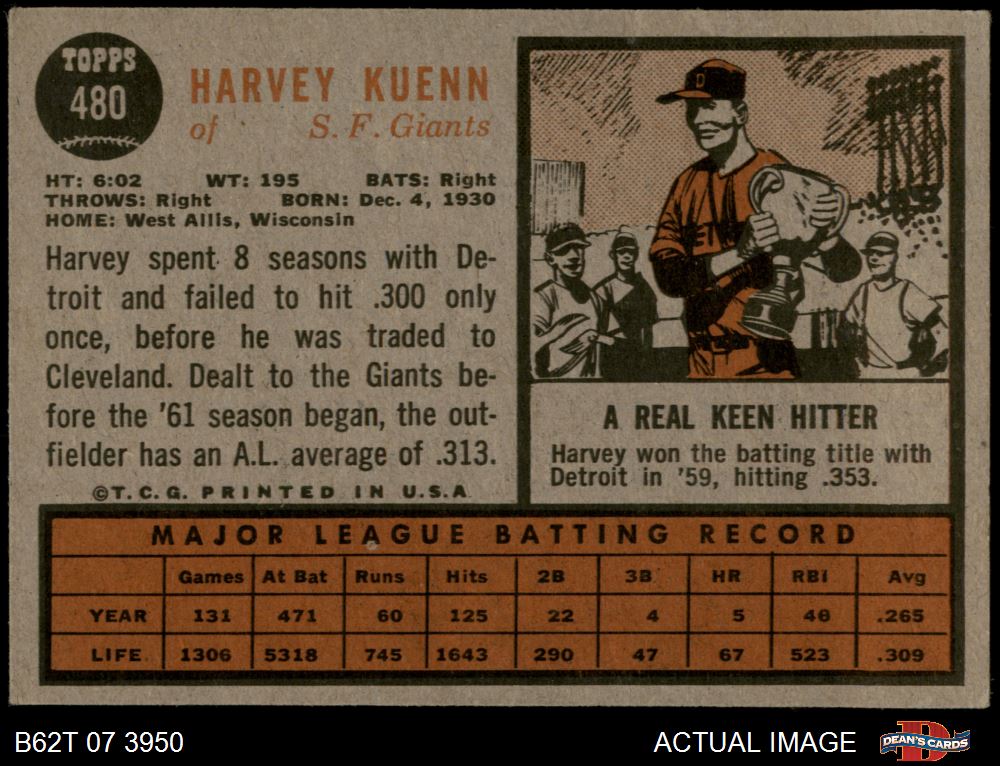 TOPPS
480
HARVEY KUENN
of S. F. Giants
HT: 6:02 WT: 195 BATS: Right
THROWS: Right BORN: Dec. 4, 1930
HOME: West Allis, Wisconsin
Harvey spent 8 seasons with De-
troit and failed to hit .300 only
once, before he was traded to
Cleveland. Dealt to the Giants be-
fore the '61 season began, the out-
fielder has an A.L. average of .313.
©T.C.G. PRINTED IN U.S.A.
D
A REAL KEEN HITTER
Harvey won the batting title with
Detroit in '59, hitting .353.
MAJOR LEAGUE BATTING RECORD
Games At Bat Runs Hits 2B 3B HR RBI Avg
YEAR 131 471 60 125 22 4 5 46 .265
LIFE 1306 5318 745 1643 290 47 67 523 .309
B62T 07 3950
ACTUAL IMAGE
D
DEAN'S CARDS